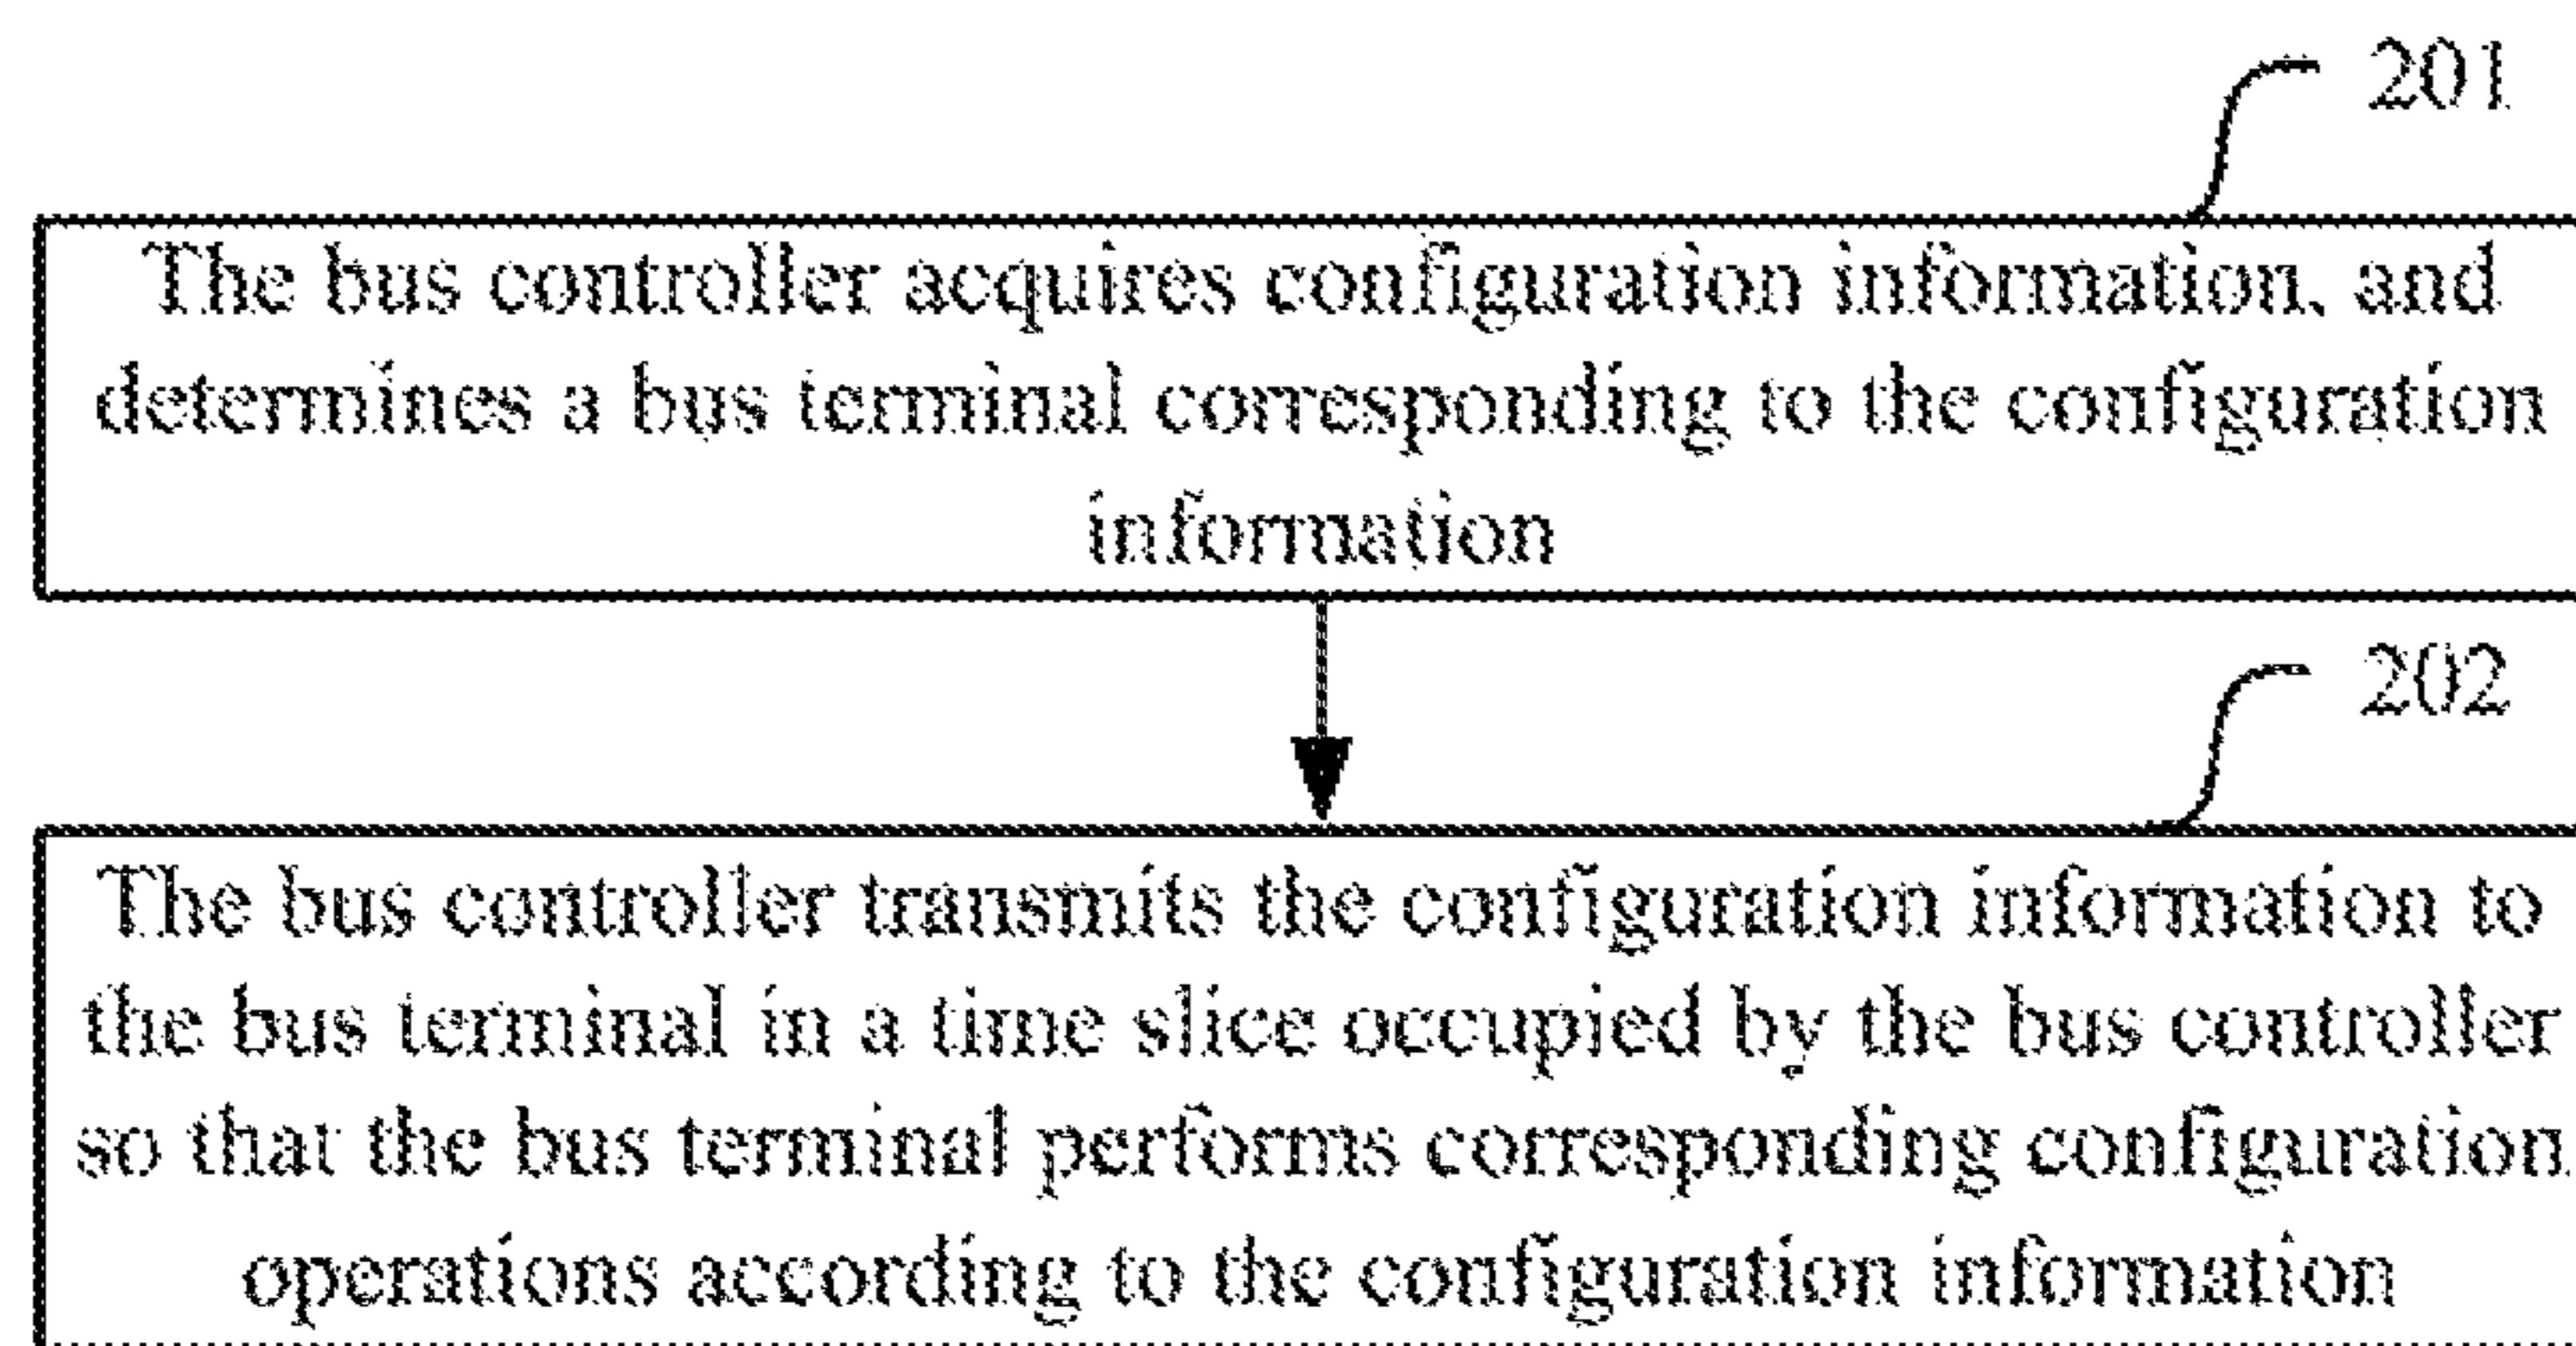 201
The bus controller acquires configuration information, and
determines a bus terminal corresponding to the configuration
information
202
The bus controller transmits the configuration information to
the bus terminal in a time slice occupied by the bus controller
so that the bus terminal performs corresponding configuration
operations according to the configuration information